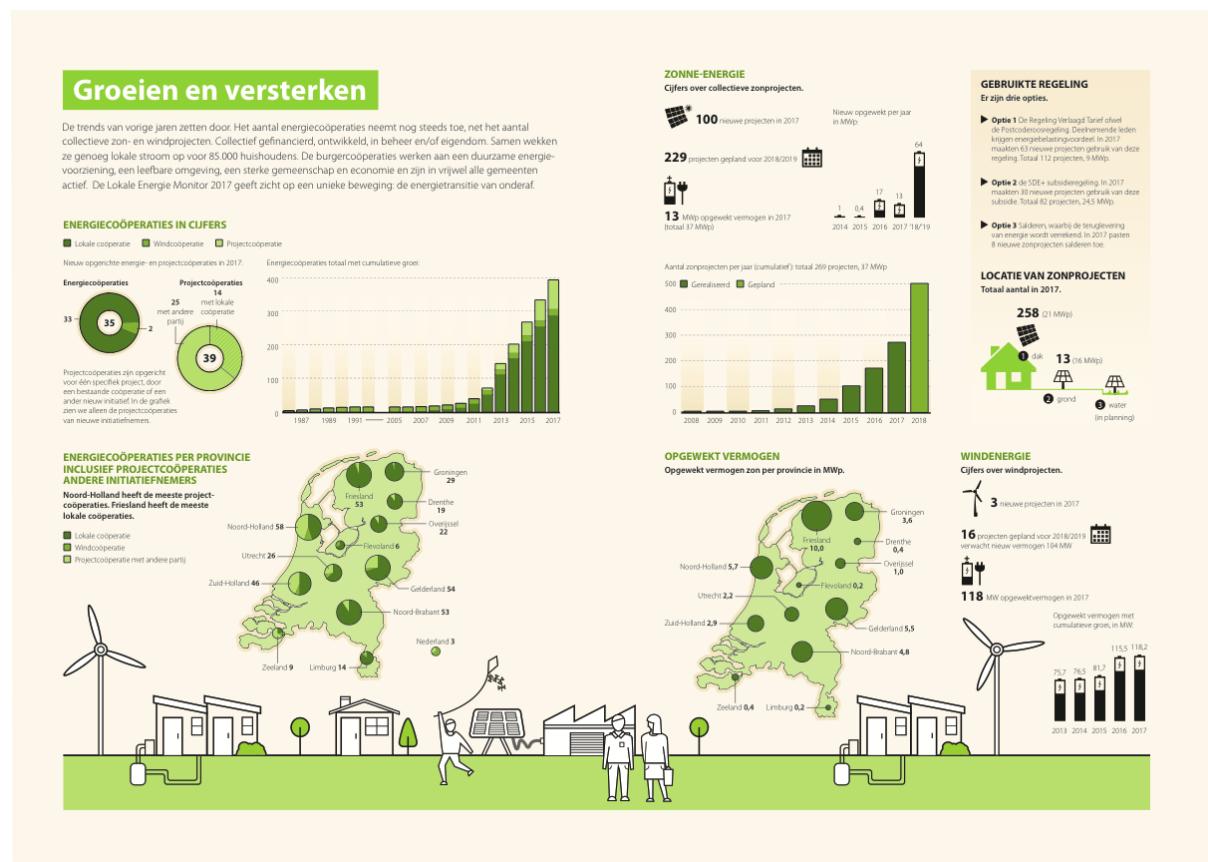 Groeien en versterken
De trends van vorige jaren zetten door. Het aantal energiecoöperaties neemt nog steeds toe, net het aantal
collectieve zon- en windprojecten. Collectief gefinancierd, ontwikkeld, in beheer en/of eigendom. Samen wekken
ze genoeg lokale stroom op voor 85.000 huishoudens. De burgercoöperaties werken aan een duurzame energie-
voorziening, een leefbare omgeving, een sterke gemeenschap en economie en zijn in vrijwel alle gemeenten
actief. De Lokale Energie Monitor 2017 geeft zicht op een unieke beweging: de energietransitie van onderaf.
ENERGIECOÖPERATIES IN CIJFERS
Lokale coöperatie Windcoöperatie Projectcoöperatie
Nieuw opgerichte energie- en projectcoöperaties in 2017.
Energiecoöperaties
33
35
2
Projectcoöperaties
14
met lokale
coöperatie
25
met andere
partij
39
Projectcoöperaties zijn opgericht
voor één specifiek project, door
een bestaande coöperatie of een
ander nieuw initiatief. In de grafiek
zien we alleen de projectcoöperaties
van nieuwe initiatiefnemers.
Energiecoöperaties totaal met cumulatieve groei.
400
300
200
100
0
1987 1989 1991 2005 2007 2009 2011 2013 2015 2017
ENERGIECOÖPERATIES PER PROVINCIE
INCLUSIEF PROJECTCOÖPERATIES
ANDERE INITIATIEFNEMERS
Noord-Holland heeft de meeste project-
coöperaties. Friesland heeft de meeste
lokale coöperaties.
Lokale coöperatie
Windcoöperatie
Projectcoöperatie met andere partij
Groningen
29
Friesland
53
Drenthe
19
Overijssel
22
Noord-Holland 58
Flevoland 6
Utrecht 26
Zuid-Holland 46
Gelderland 54
Noord-Brabant 53
Nederland 3
Zeeland 9
Limburg 14
ZONNE-ENERGIE
Cijfers over collectieve zonprojecten.
100 nieuwe projecten in 2017
229 projecten gepland voor 2018/2019
13 MWp opgewekt vermogen in 2017
(totaal 37 MWp)
Nieuw opgewekt per jaar
in MWp:
1 0,4 17 13 64
2014 2015 2016 2017 '18/'19
Aantal zonprojecten per jaar (cumulatief): totaal 269 projecten, 37 MWp
Gerealiseerd Gepland
500
400
300
200
100
0
2008 2009 2010 2011 2012 2013 2014 2015 2016 2017 2018
OPGEWEKT VERMOGEN
Opgewekt vermogen zon per provincie in MWp.
Groningen
3,6
Friesland
10,0
Drenthe
0,4
Overijssel
1,0
Noord-Holland 5,7
Flevoland 0,2
Utrecht 2,2
Zuid-Holland 2,9
Gelderland 5,5
Noord-Brabant 4,8
Zeeland 0,4
Limburg 0,2
GEBRUIKTE REGELING
Er zijn drie opties.
Optie 1 De Regeling Verlaagd Tarief ofwel
de Postcoderoosregeling. Deelnemende leden
krijgen energiebelastingvoordeel. In 2017
maakten 63 nieuwe projecten gebruik van deze
regeling. Totaal 112 projecten, 9 MWp.
Optie 2 de SDE+ subsidieregeling. In 2017
maakten 30 nieuwe projecten gebruik van deze
subsidie. Totaal 82 projecten, 24,5 MWp.
Optie 3 Salderen, waarbij de teruglevering
van energie wordt verrekend. In 2017 pasten
8 nieuwe zonprojecten salderen toe.
LOCATIE VAN ZONPROJECTEN
Totaal aantal in 2017.
258 (21 MWp)
1 dak
13 (16 MWp)
2 grond
3 water
(in planning)
WINDENERGIE
Cijfers over windprojecten.
3 nieuwe projecten in 2017
16 projecten gepland voor 2018/2019
verwacht nieuw vermogen 104 MW
118 MW opgewektvermogen in 2017
Opgewekt vermogen met
cumulatieve groei, in MW.
75,7 76,5 81,7 115,5 118,2
2013 2014 2015 2016 2017